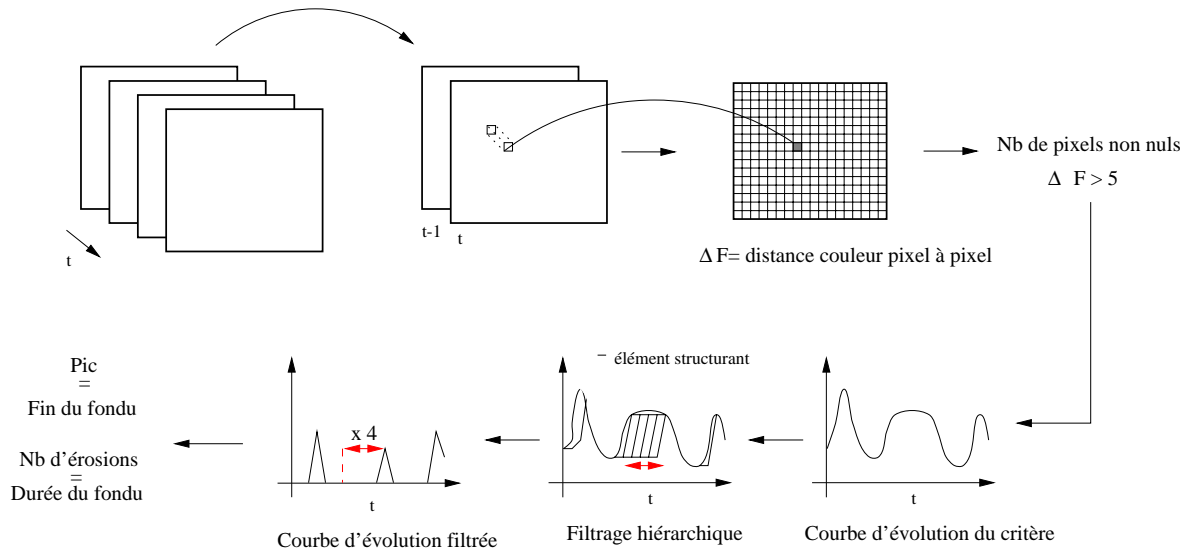 t
t-1
t
Δ F= distance couleur pixel à pixel
Nb de pixels non nuls
Δ F > 5
Pic
=
Fin du fondu
Nb d'érosions
=
Durée du fondu
x 4
t
Courbe d'évolution filtrée
élément structurant
t
Filtrage hiérarchique
t
Courbe d'évolution du critère